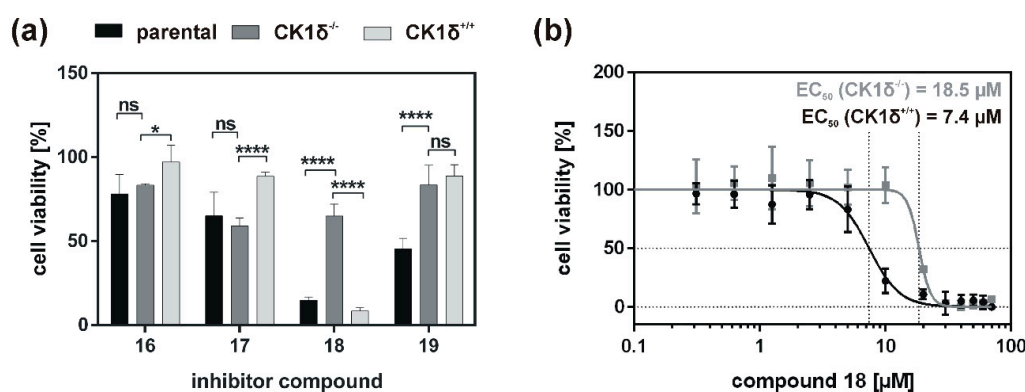 (a) parental CK1δ⁻/⁻ CK1δ⁺/⁺
cell viability [%]
150
100
50
0
ns
*
ns
****
****
****
****
ns
16 17 18 19
inhibitor compound
(b)
cell viability [%]
200
150
100
50
0
EC₅₀ (CK1δ⁻/⁻) = 18.5 µM
EC₅₀ (CK1δ⁺/⁺) = 7.4 µM
0.1 1 10 100
compound 18 [µM]